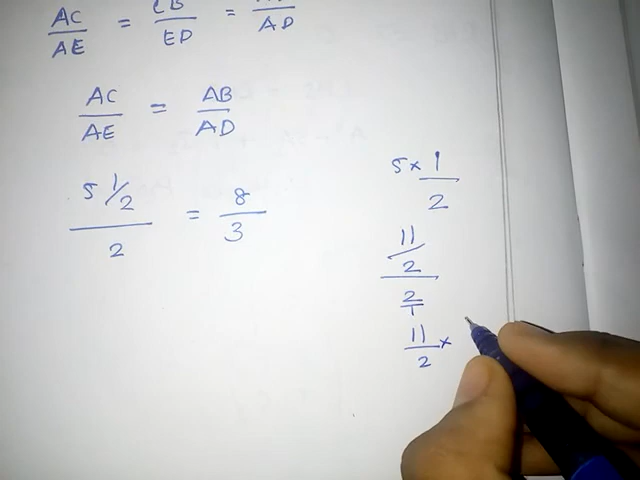 AC/AE = CB/ED = /AD
AC/AE = AB/AD
5 1/2 / 2 = 8/3
5 × 1/2
11/2 / 2/1
11/2 ×